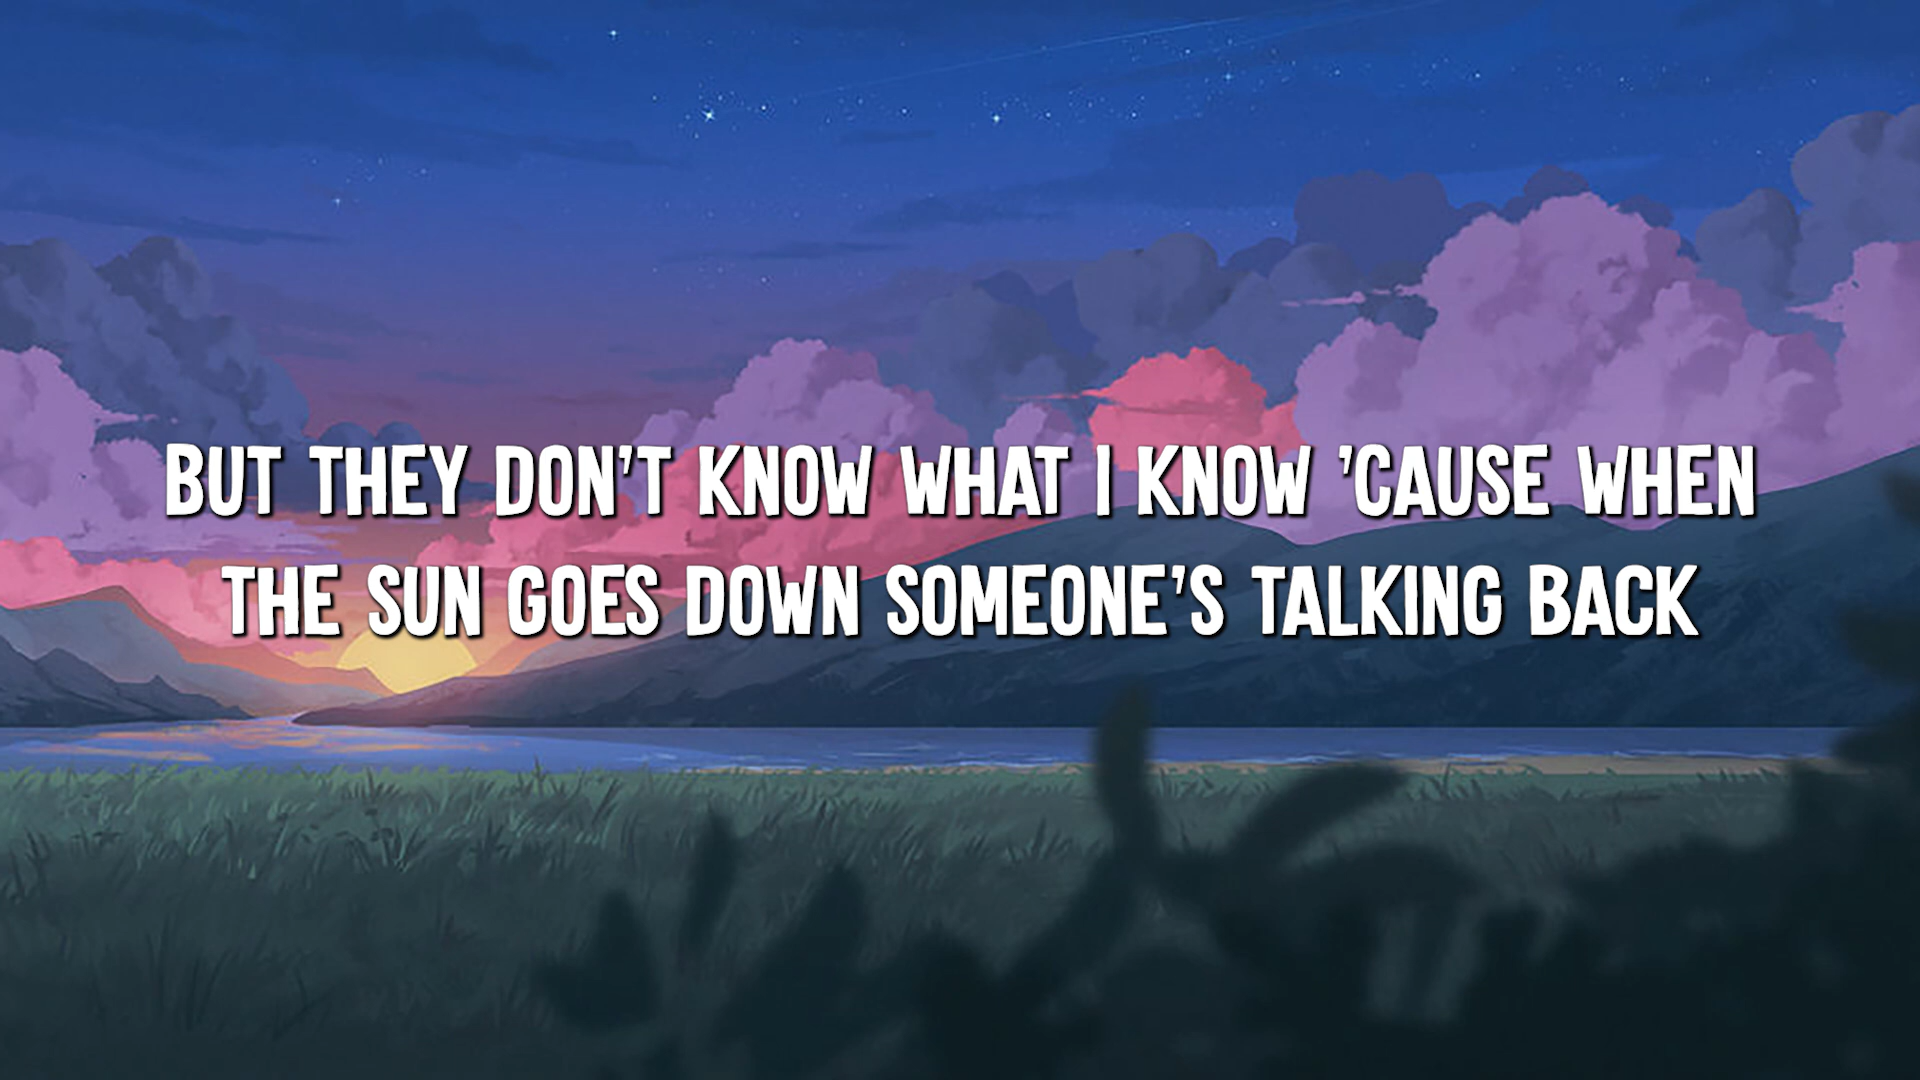 BUT THEY DON'T KNOW WHAT I KNOW 'CAUSE WHEN
THE SUN GOES DOWN SOMEONE'S TALKING BACK